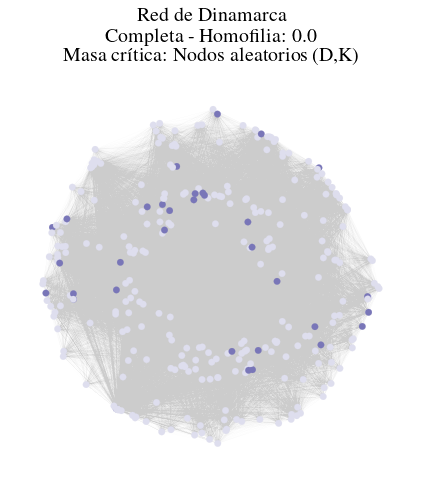 Red de Dinamarca
Completa - Homofilia: 0.0
Masa crítica: Nodos aleatorios (D,K)